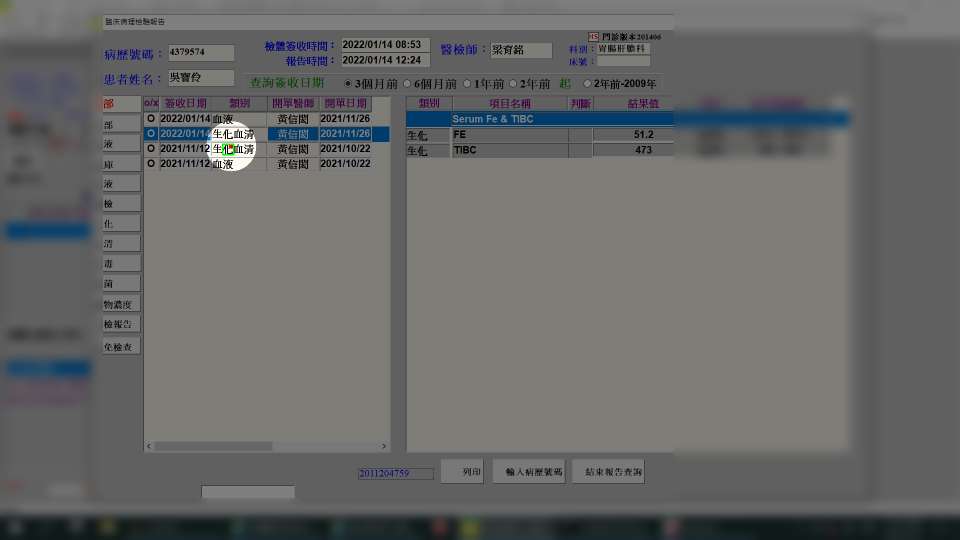 臨床病理檢驗報告
HS 門診版本201406
病歷號碼： 4379574 檢體簽收時間： 2022/01/14 08:53 醫檢師： 梁育銘 科別： 胃腸肝膽科
報告時間： 2022/01/14 12:24 床號：
患者姓名： 吳寶伶 查詢簽收日期 3個月前 6個月前 1年前 2年前 起 2年前-2009年
部 o/x 簽收日期 類別 開單醫師 開單日期 類別 項目名稱 判斷 結果值
部 O 2022/01/14 血液 黃信閎 2021/11/26 Serum Fe & TIBC
O 2022/01/14 生化血清 黃信閎 2021/11/26 生化 FE 51.2
液 O 2021/11/12 生化血清 黃信閎 2021/10/22 生化 TIBC 473
庫 O 2021/11/12 血液 黃信閎 2021/10/22
液
檢
化
清
毒
菌
物濃度
檢報告
免檢查
2011204759 列印 輸入病歷號碼 結束報告查詢